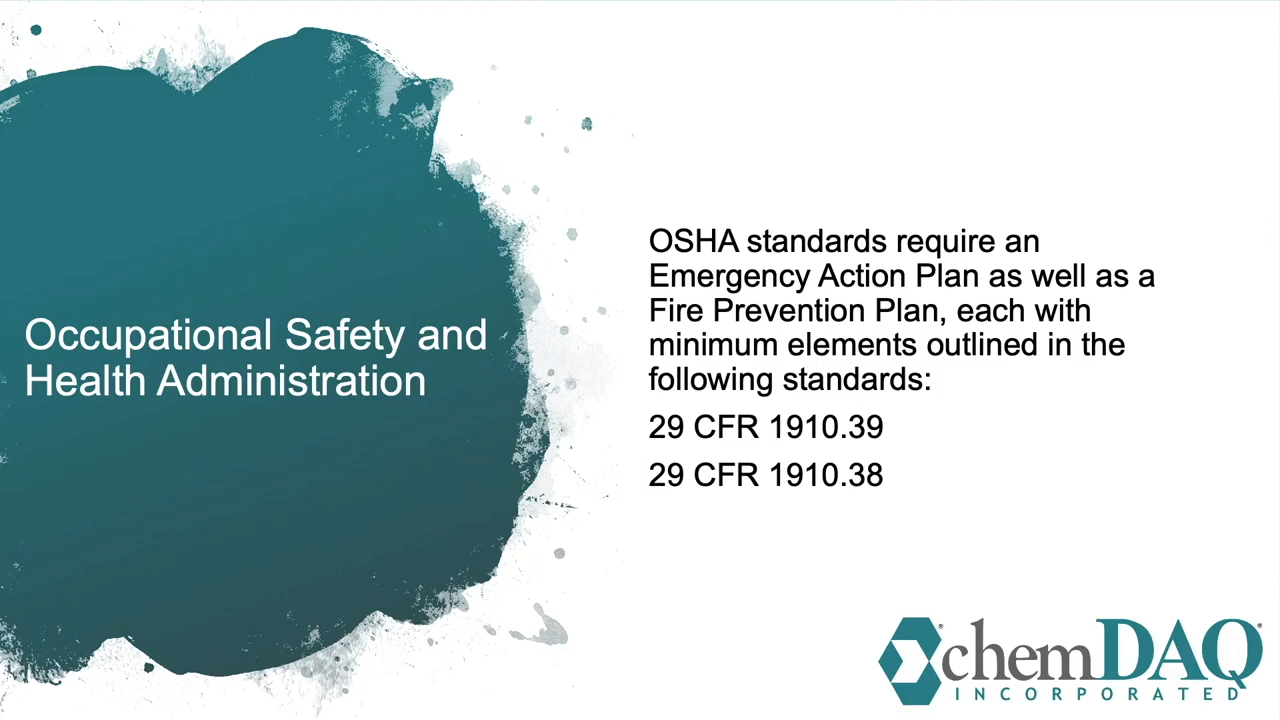 Occupational Safety and
Health Administration
OSHA standards require an
Emergency Action Plan as well as a
Fire Prevention Plan, each with
minimum elements outlined in the
following standards:
29 CFR 1910.39
29 CFR 1910.38
® chemDAQ®
INCORPORATED